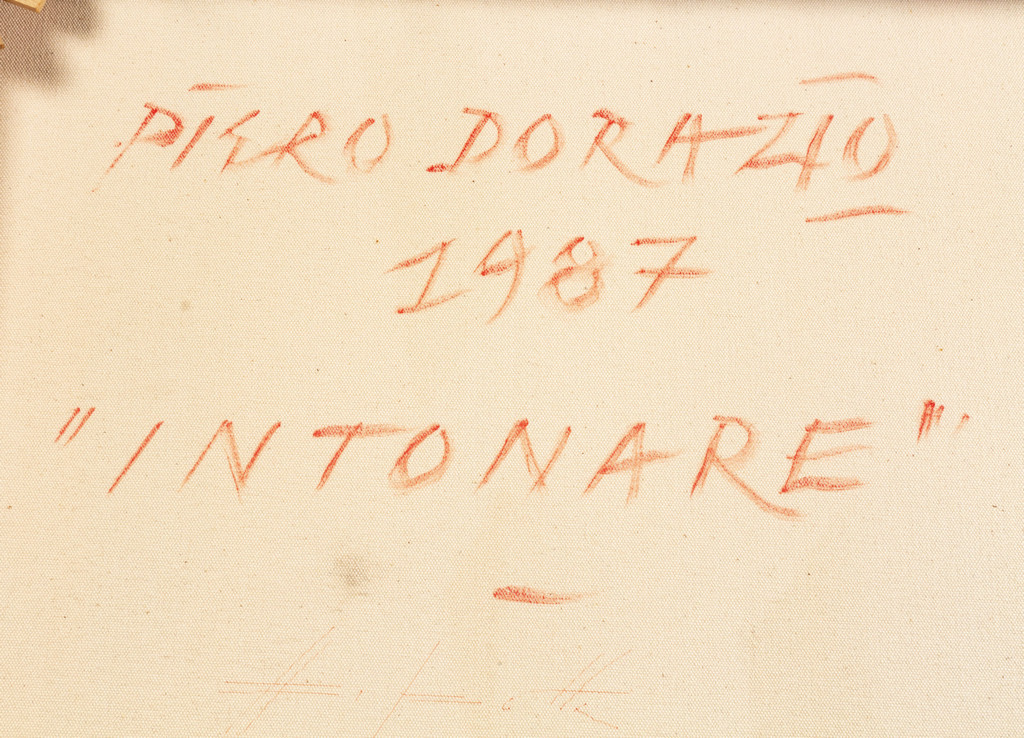 PIERO DORAZIO
1987
"INTONARE"